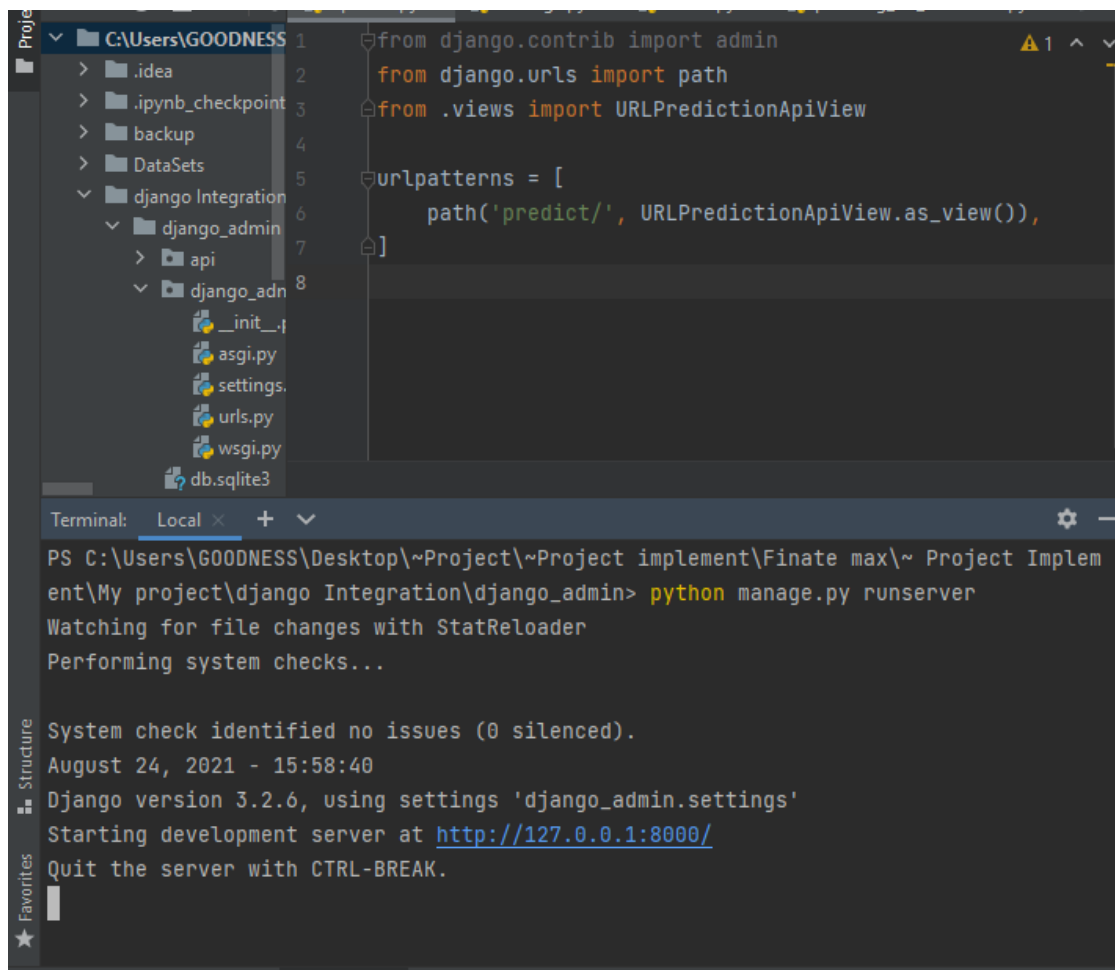 Proje
C:\Users\GOODNESS
.idea
.ipynb_checkpoint
backup
DataSets
django Integration
django_admin
api
django_adn
__init__.p
asgi.py
settings.
urls.py
wsgi.py
db.sqlite3
1 from django.contrib import admin
2 from django.urls import path
3 from .views import URLPredictionApiView
4
5 urlpatterns = [
6 path('predict/', URLPredictionApiView.as_view()),
7 ]
8
1
Terminal: Local × +
PS C:\Users\GOODNESS\Desktop\~Project\~Project implement\Finate max\~ Project Implem
ent\My project\django Integration\django_admin> python manage.py runserver
Watching for file changes with StatReloader
Performing system checks...
System check identified no issues (0 silenced).
August 24, 2021 - 15:58:40
Django version 3.2.6, using settings 'django_admin.settings'
Starting development server at http://127.0.0.1:8000/
Quit the server with CTRL-BREAK.
Structure
Favorites